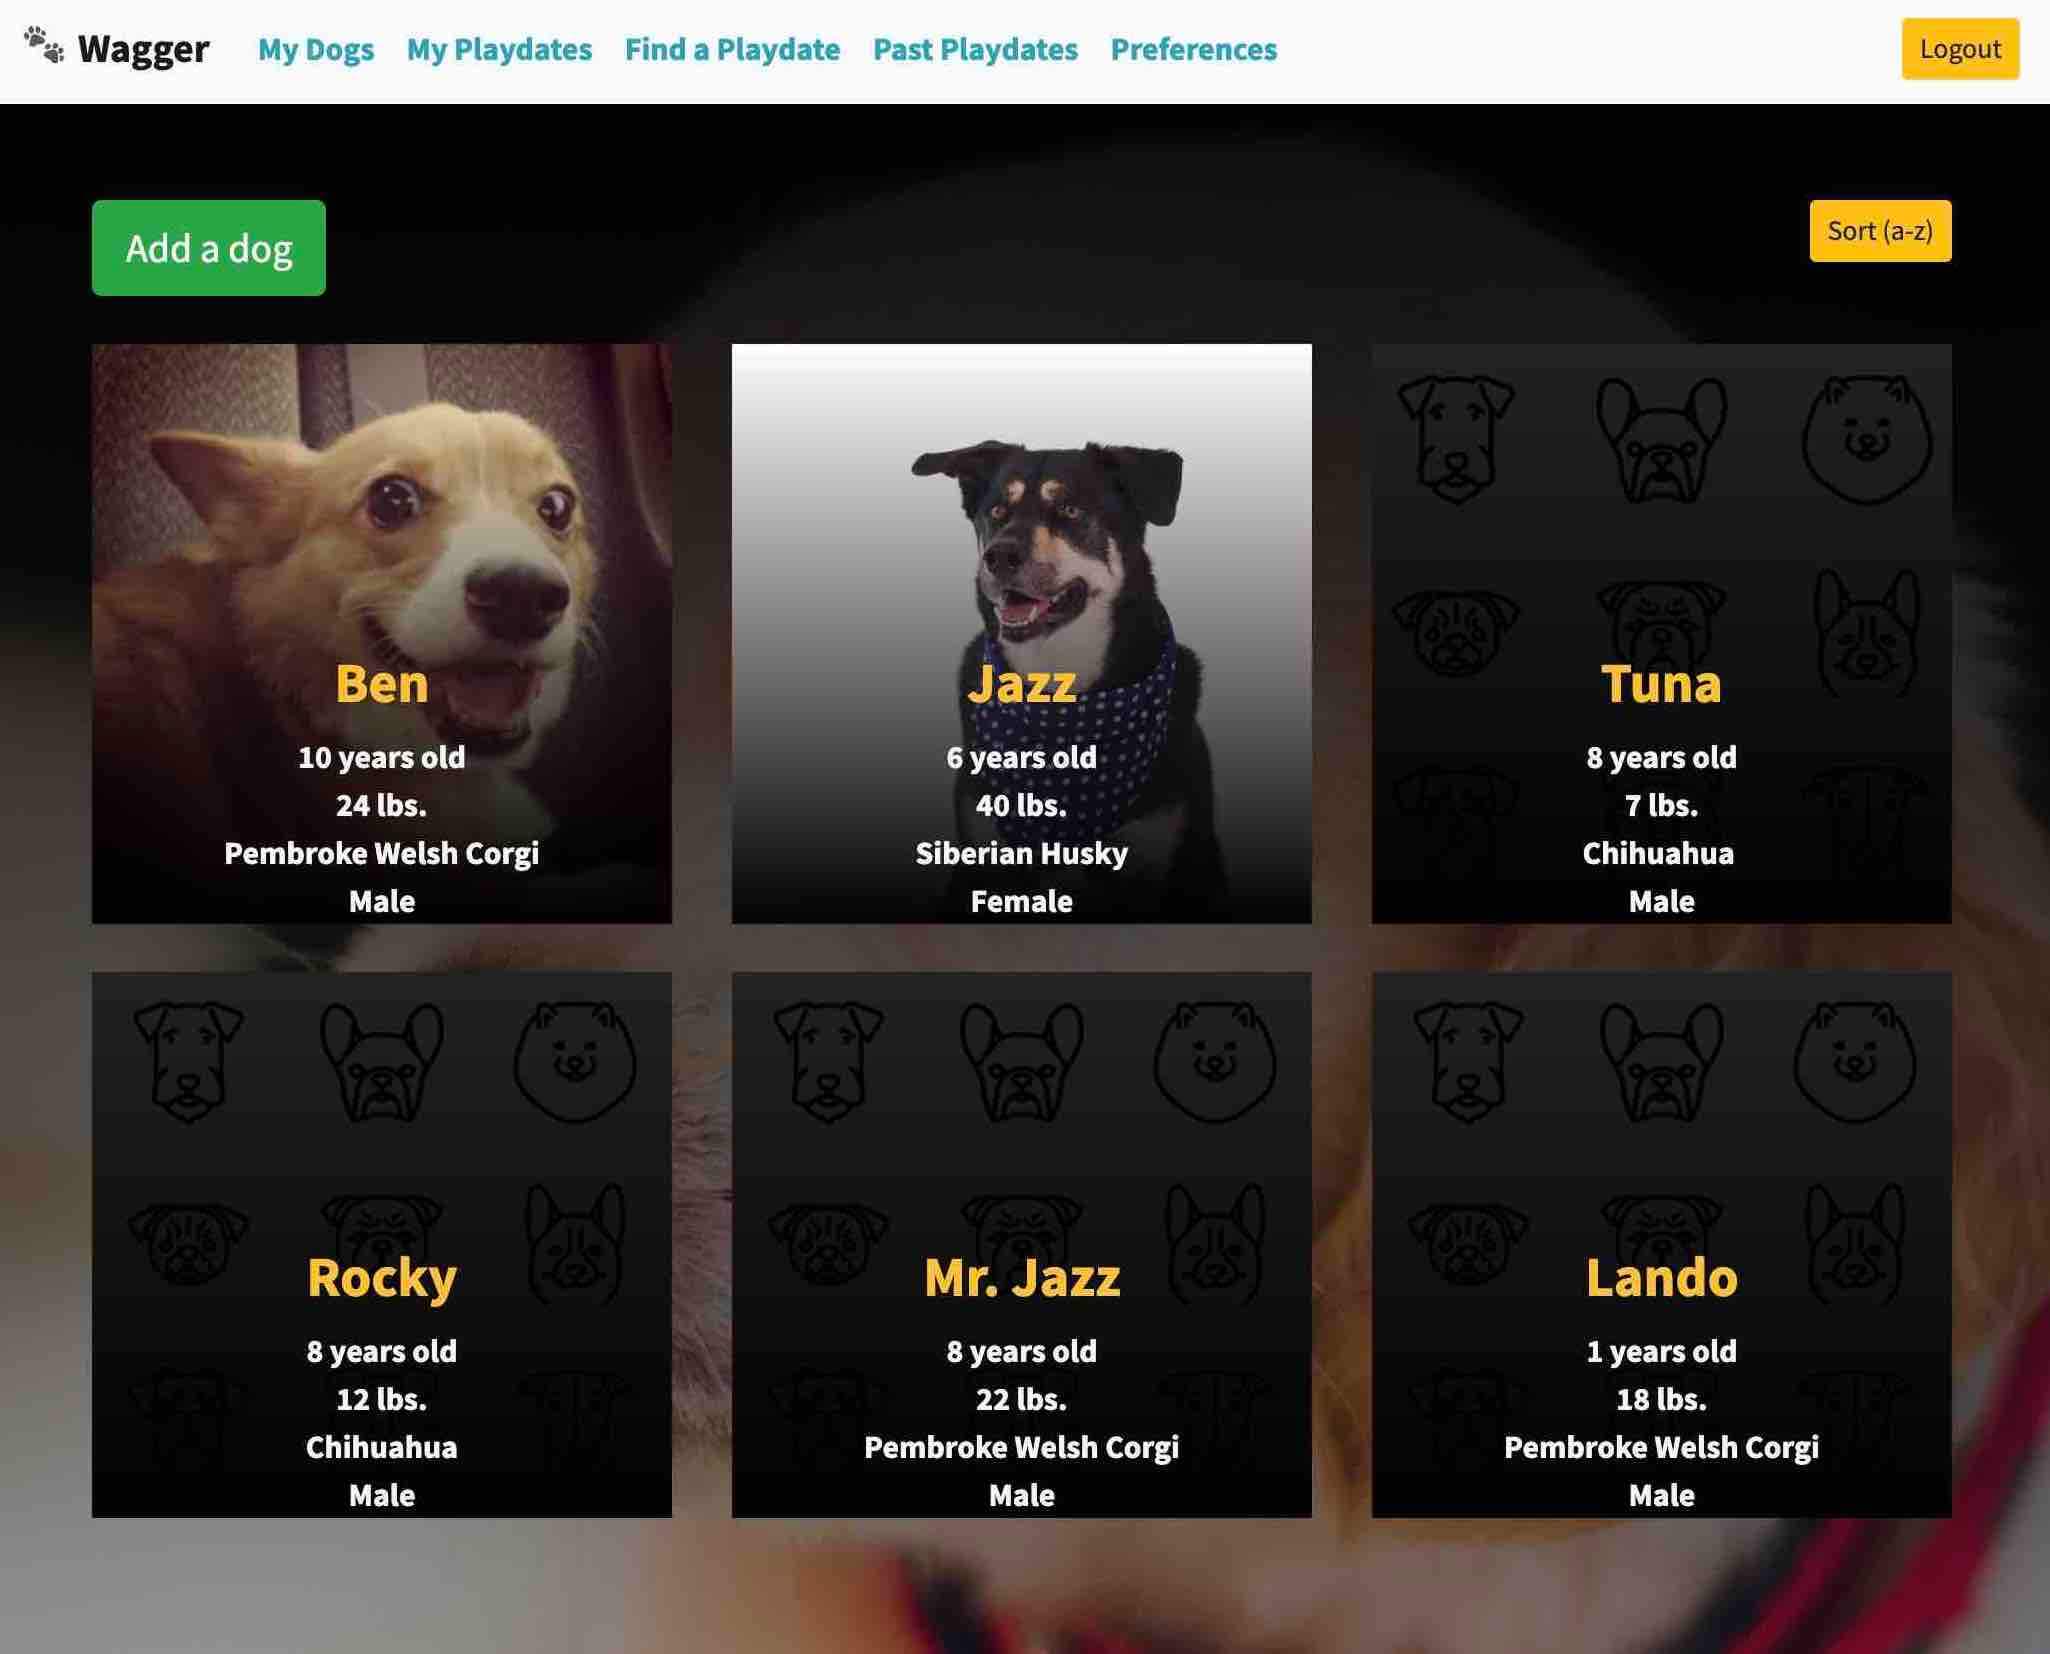 Wagger
My Dogs
My Playdates
Find a Playdate
Past Playdates
Preferences
Logout
Add a dog
Sort (a-z)
Ben
10 years old
24 lbs.
Pembroke Welsh Corgi
Male
Jazz
6 years old
40 lbs.
Siberian Husky
Female
Tuna
8 years old
7 lbs.
Chihuahua
Male
Rocky
8 years old
12 lbs.
Chihuahua
Male
Mr. Jazz
8 years old
22 lbs.
Pembroke Welsh Corgi
Male
Lando
1 years old
18 lbs.
Pembroke Welsh Corgi
Male